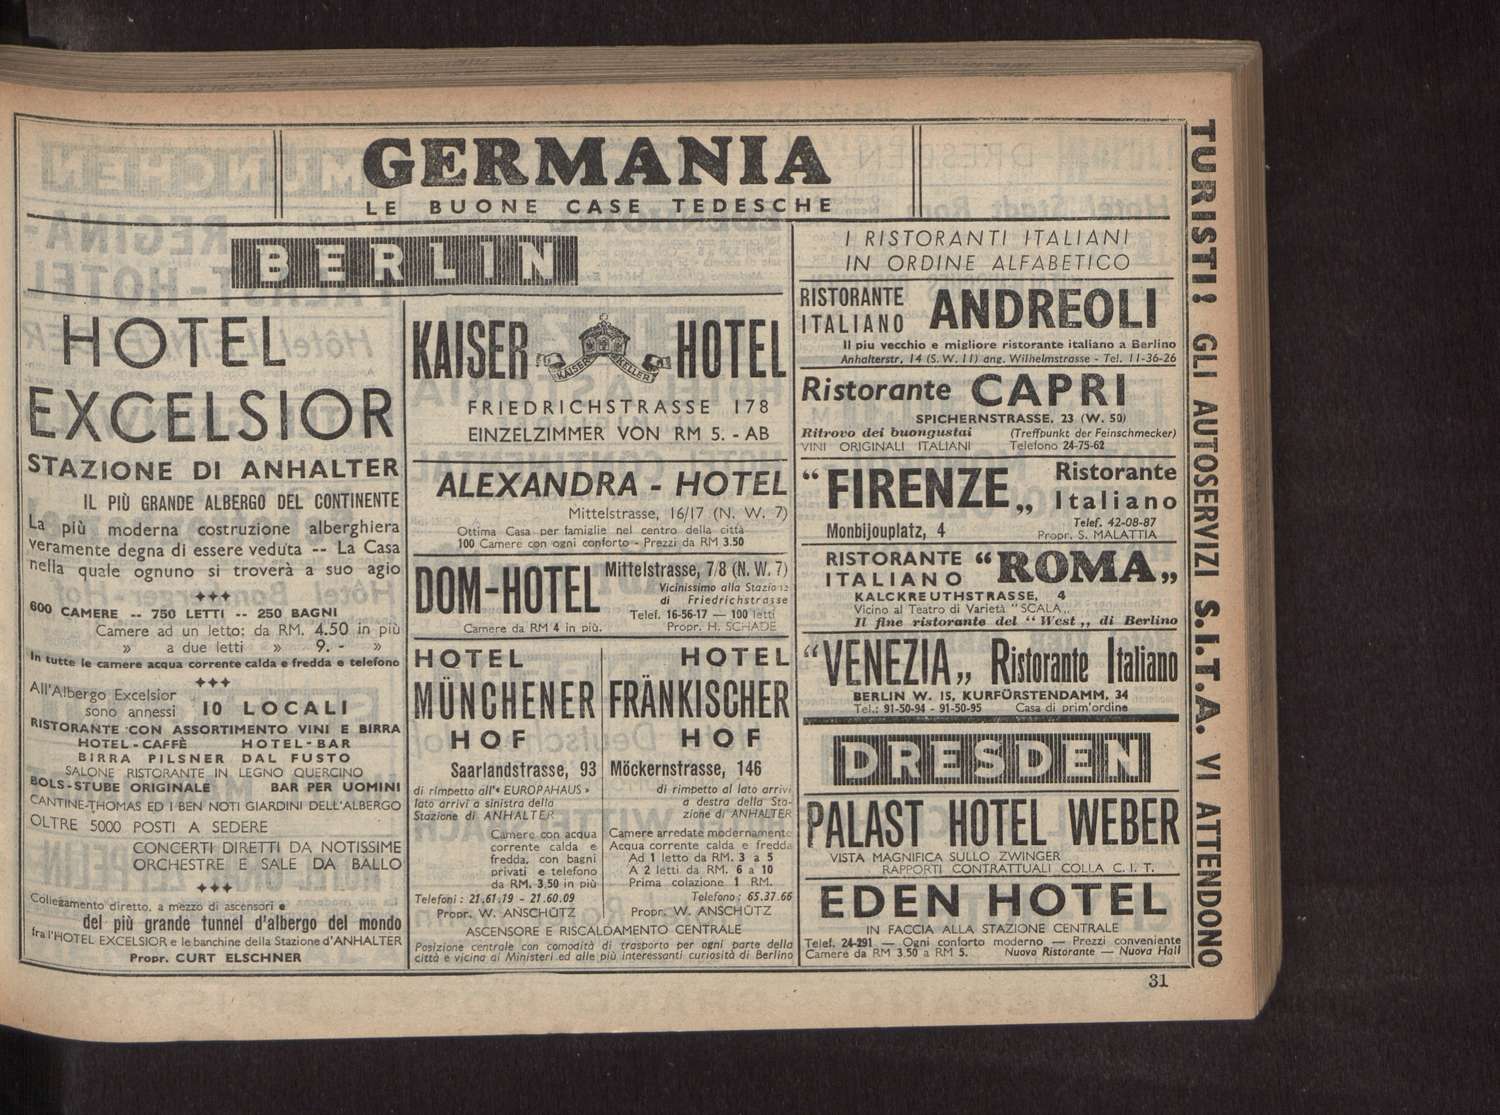 GERMANIA
LE BUONE CASE TEDESCHE
BERLIN
HOTEL
EXCELSIOR
STAZIONE DI ANHALTER
IL PIÙ GRANDE ALBERGO DEL CONTINENTE
La più moderna costruzione alberghiera
veramente degna di essere veduta -- La Casa
nella quale ognuno si troverà a suo agio
600 CAMERE -- 750 LETTI -- 250 BAGNI
Camere ad un letto: da RM. 4.50 in più
» a due letti » 9. - »
In tutte le camere acqua corrente calda e fredda e telefono
All'Albergo Excelsior
sono annessi 10 LOCALI
RISTORANTE CON ASSORTIMENTO VINI E BIRRA
HOTEL-CAFFÈ HOTEL-BAR
BIRRA PILSNER DAL FUSTO
SALONE RISTORANTE IN LEGNO QUERCINO
BOLS-STUBE ORIGINALE BAR PER UOMINI
CANTINE-THOMAS ED I BEN NOTI GIARDINI DELL'ALBERGO
OLTRE 5000 POSTI A SEDERE
CONCERTI DIRETTI DA NOTISSIME
ORCHESTRE E SALE DA BALLO
Collegamento diretto, a mezzo di ascensori e
del più grande tunnel d'albergo del mondo
fra l'HOTEL EXCELSIOR e le banchine della Stazione d'ANHALTER
Propr. CURT ELSCHNER
KAISER HOTEL
KAISER KELLER
FRIEDRICHSTRASSE 178
EINZELZIMMER VON RM 5. - AB
ALEXANDRA - HOTEL
Mittelstrasse, 16/17 (N. W. 7)
Ottima Casa per famiglie nel centro della città
100 Camere con ogni conforto - Prezzi da RM 3.50
DOM-HOTEL
Mittelstrasse, 7/8 (N. W. 7)
Vicinissimo alla Stazione
di Friedrichstrasse
Telef. 16-56-17 — 100 letti
Camere da RM 4 in più. Propr. H. SCHADE
HOTEL
MÜNCHENER
HOF
Saarlandstrasse, 93
di rimpetto all'« EUROPAHAUS »
lato arrivi a sinistra della
Stazione di ANHALTER
Camere con acqua
corrente calda e
fredda, con bagni
privati e telefono
da RM. 3,50 in più
Telefoni: 21.61.19 - 21.60.09
Propr. W. ANSCHÜTZ
HOTEL
FRÄNKISCHER
HOF
Möckernstrasse, 146
di rimpetto al lato arrivi
a destra della Sta-
zione di ANHALTER
Camere arredate modernamente
Acqua corrente calda e fredda
Ad 1 letto da RM. 3 a 5
A 2 letti da RM. 6 a 10
Prima colazione 1 RM.
Telefono: 65.37.66
Propr. W. ANSCHÜTZ
ASCENSORE E RISCALDAMENTO CENTRALE
Posizione centrale con comodità di trasporto per ogni parte della
città e vicina ai Ministeri ed alle più interessanti curiosità di Berlino
I RISTORANTI ITALIANI
IN ORDINE ALFABETICO
RISTORANTE
ITALIANO ANDREOLI
Il piu vecchio e migliore ristorante italiano a Berlino
Anhalterstr. 14 (S. W. 11) ang. Wilhelmstrasse - Tel. 11-36-26
Ristorante CAPRI
SPICHERNSTRASSE, 23 (W. 50)
Ritrovo dei buongustai (Treffpunkt der Feinschmecker)
VINI ORIGINALI ITALIANI Telefono 24-75-62
“FIRENZE„ Ristorante
Italiano
Monbijouplatz, 4
Telef. 42-08-87
Propr. S. MALATTIA
RISTORANTE
ITALIANO “ROMA„
KALCKREUTHSTRASSE, 4
Vicino al Teatro di Varietà “SCALA„
Il fine ristorante del “West„ di Berlino
“VENEZIA„ Ristorante Italiano
BERLIN W. 15, KURFÜRSTENDAMM, 34
Tel.: 91-50-94 - 91-50-95 Casa di prim'ordine
DRESDEN
PALAST HOTEL WEBER
VISTA MAGNIFICA SULLO ZWINGER
RAPPORTI CONTRATTUALI COLLA C. I. T.
EDEN HOTEL
IN FACCIA ALLA STAZIONE CENTRALE
Telef. 24-291 — Ogni conforto moderno — Prezzi conveniente
Camere da RM 3.50 a RM 5. Nuovo Ristorante — Nuova Hall
TURISTI! GLI AUTOSERVIZI S.I.T.A. VI ATTENDONO
31